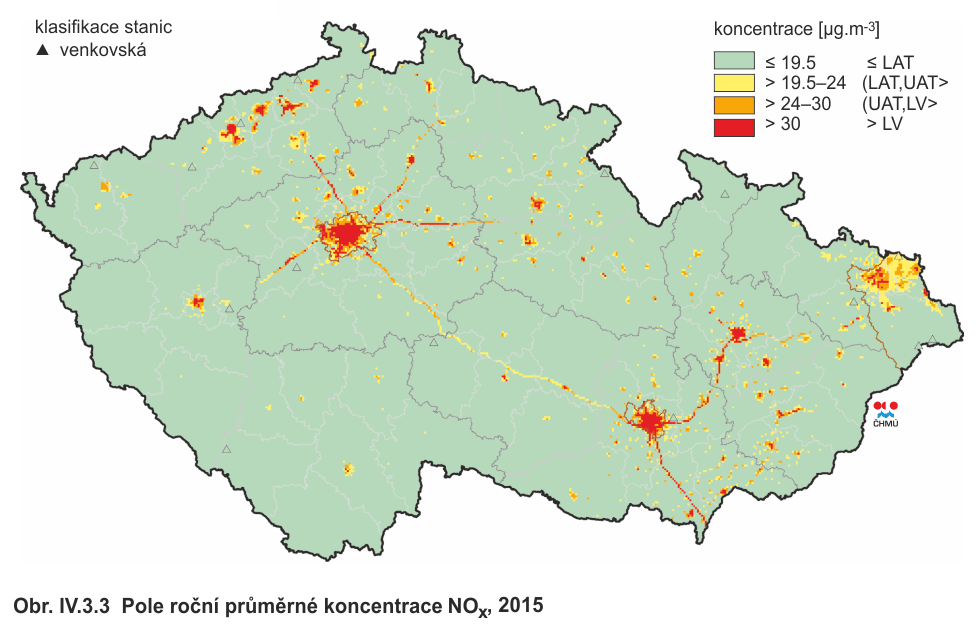 klasifikace stanic
▲ venkovská
koncentrace [µg.m-3]
≤ 19.5 ≤ LAT
> 19.5–24 (LAT,UAT>
> 24–30 (UAT,LV>
> 30 > LV
ČHMÚ
Obr. IV.3.3 Pole roční průměrné koncentrace NOx, 2015